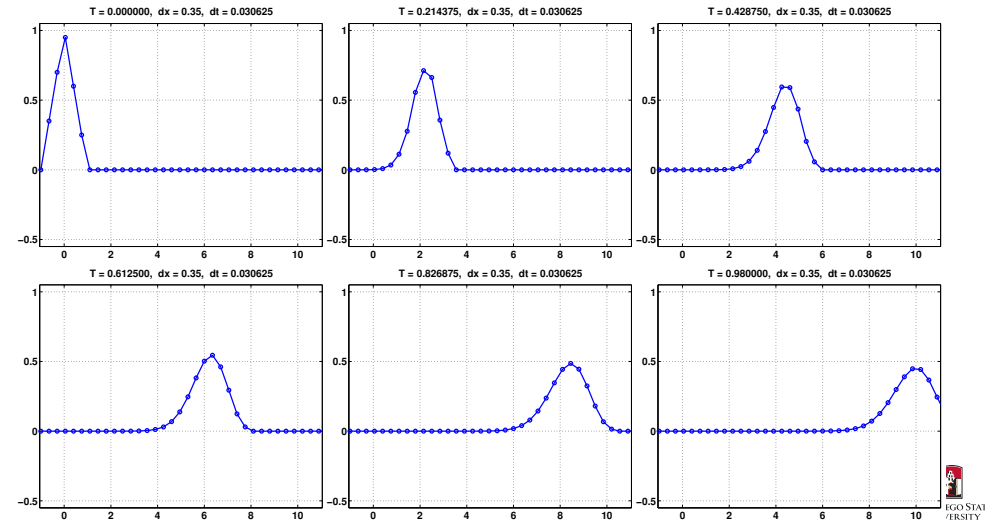 T = 0.000000,  dx = 0.35,  dt = 0.030625
1
0.5
0
−0.5
0 2 4 6 8 10
T = 0.214375,  dx = 0.35,  dt = 0.030625
1
0.5
0
−0.5
0 2 4 6 8 10
T = 0.428750,  dx = 0.35,  dt = 0.030625
1
0.5
0
−0.5
0 2 4 6 8 10
T = 0.612500,  dx = 0.35,  dt = 0.030625
1
0.5
0
−0.5
0 2 4 6 8 10
T = 0.826875,  dx = 0.35,  dt = 0.030625
1
0.5
0
−0.5
0 2 4 6 8 10
T = 0.980000,  dx = 0.35,  dt = 0.030625
1
0.5
0
−0.5
0 2 4 6 8 10
EGO STAT
VERSITY